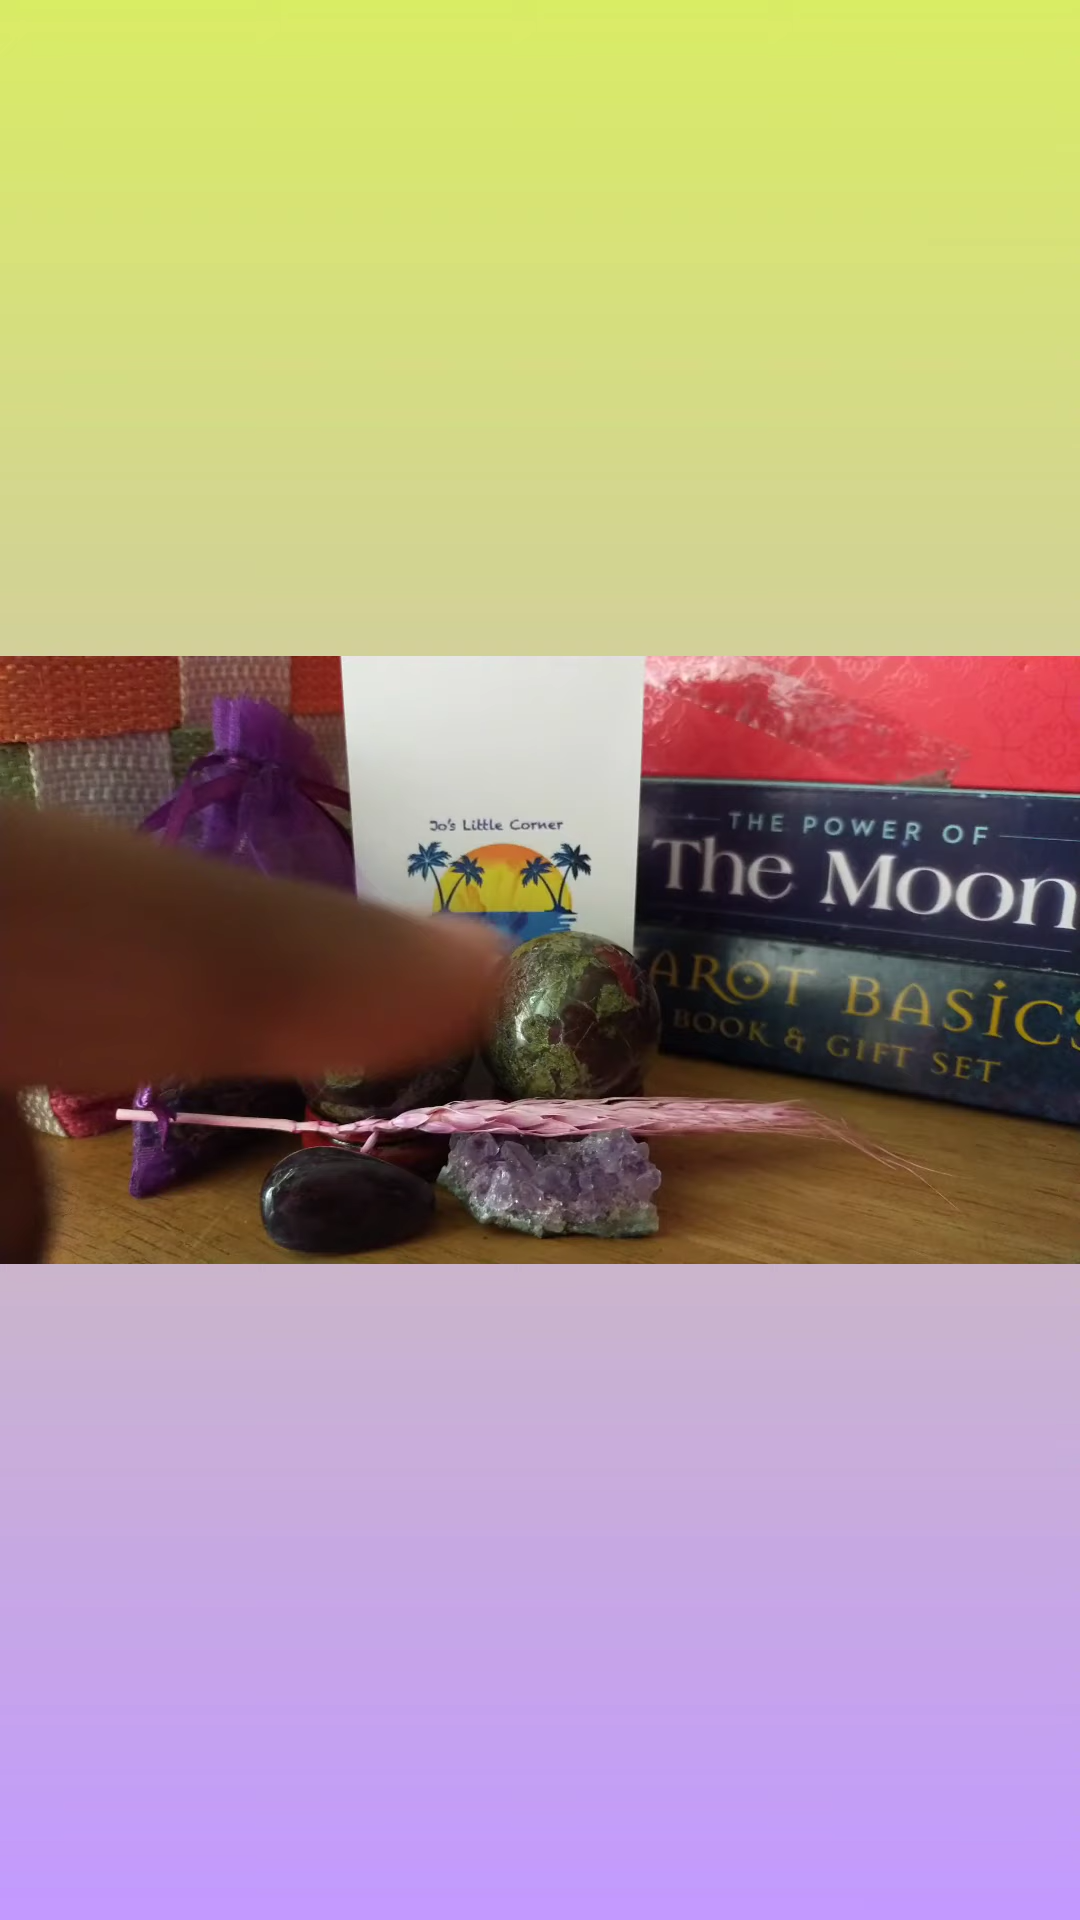 Jo's Little Corner
THE POWER OF
The Moon
AROT BASICS
BOOK & GIFT SET